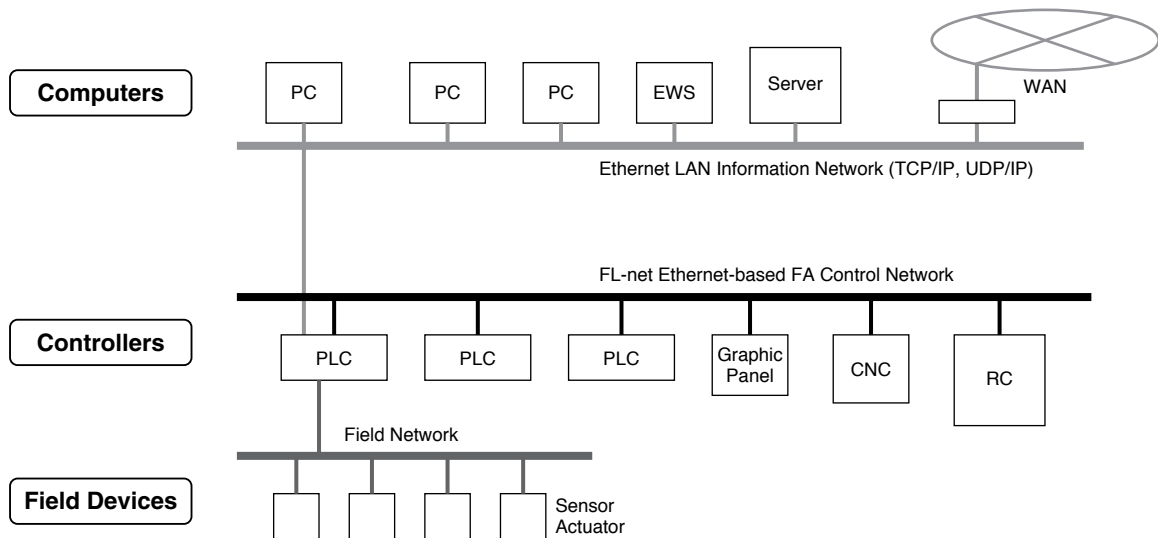 Computers
PC
PC
PC
EWS
Server
WAN
Ethernet LAN Information Network (TCP/IP, UDP/IP)
FL-net Ethernet-based FA Control Network
Controllers
PLC
PLC
PLC
Graphic
Panel
CNC
RC
Field Network
Field Devices
Sensor
Actuator